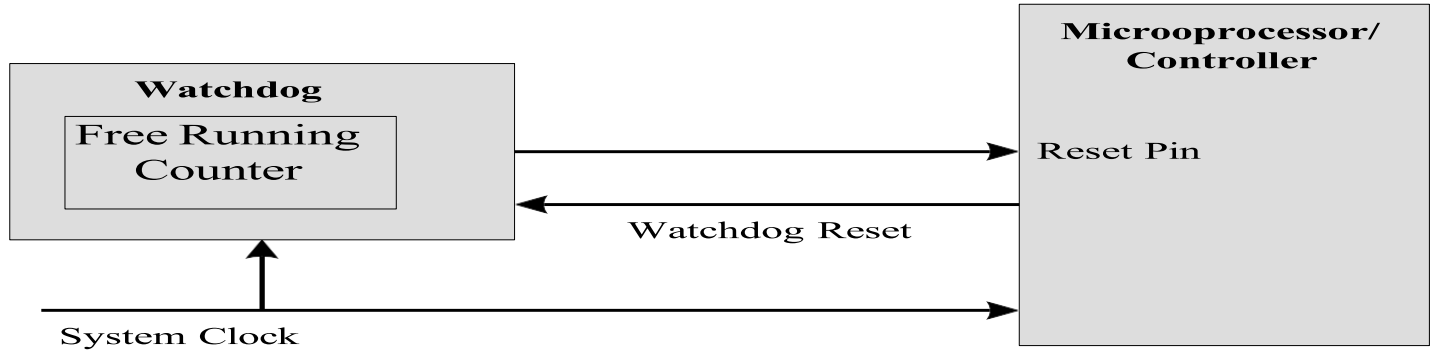 Microoprocessor/
Controller
Watchdog
Free Running
Counter
Reset Pin
Watchdog Reset
System Clock